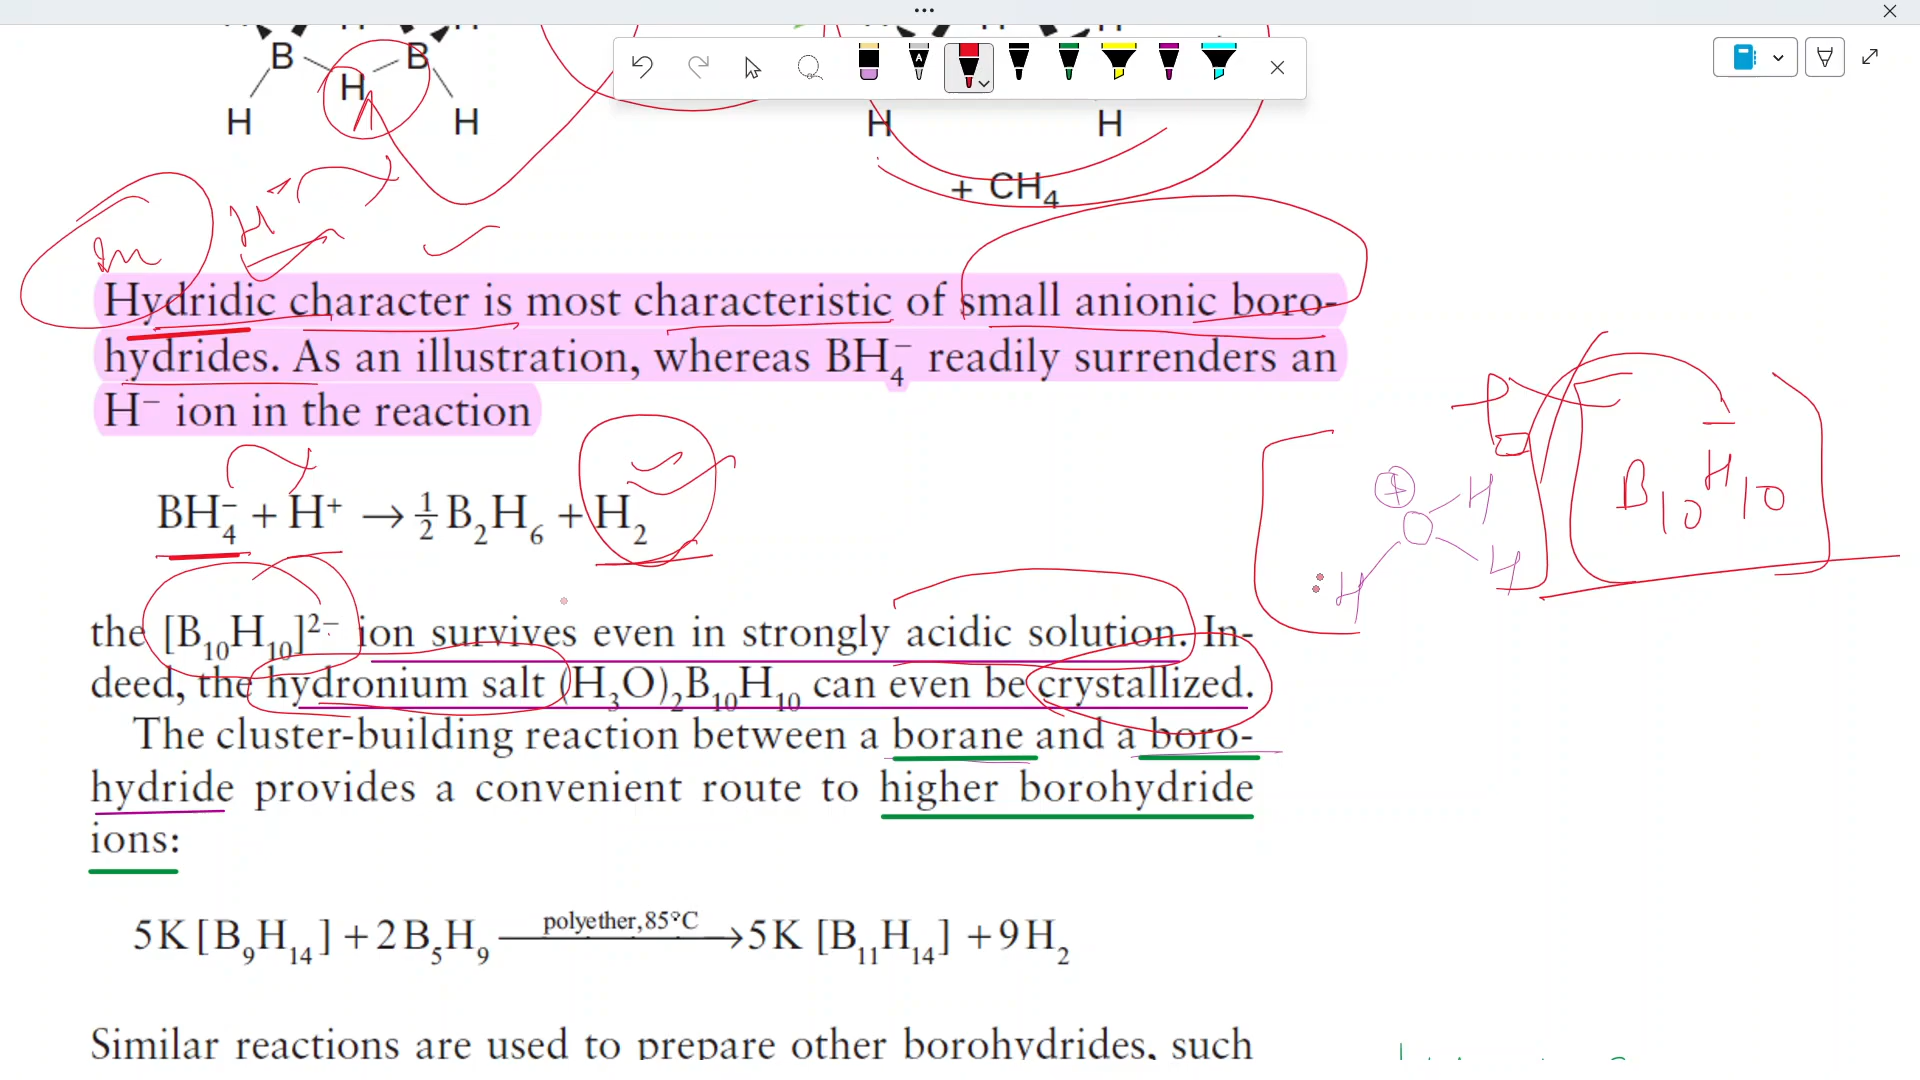 B H B
H H H H
+ CH4
H–
Hydridic character is most characteristic of small anionic boro-
hydrides. As an illustration, whereas BH4− readily surrenders an
H− ion in the reaction
BH4− + H+ → 1/2 B2H6 + H2
+ O H H H
B10H10
the [B10H10]2− ion survives even in strongly acidic solution. In-
deed, the hydronium salt (H3O)2B10H10 can even be crystallized.
The cluster-building reaction between a borane and a boro-
hydride provides a convenient route to higher borohydride
ions:
polyether, 85°C
5K [B9H14] + 2B5H9 → 5K [B11H14] + 9H2
Similar reactions are used to prepare other borohydrides, such